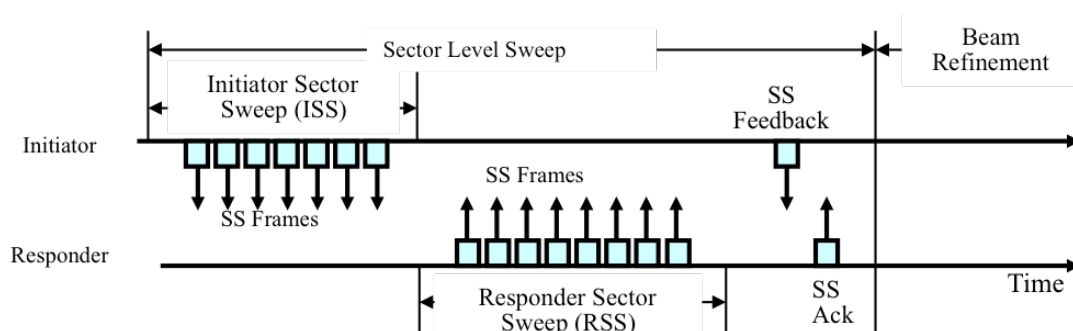 Sector Level Sweep
Beam
Refinement
Initiator Sector
Sweep (ISS)
SS
Feedback
Initiator
SS Frames
SS Frames
Responder
Time
Responder Sector
Sweep (RSS)
SS
Ack